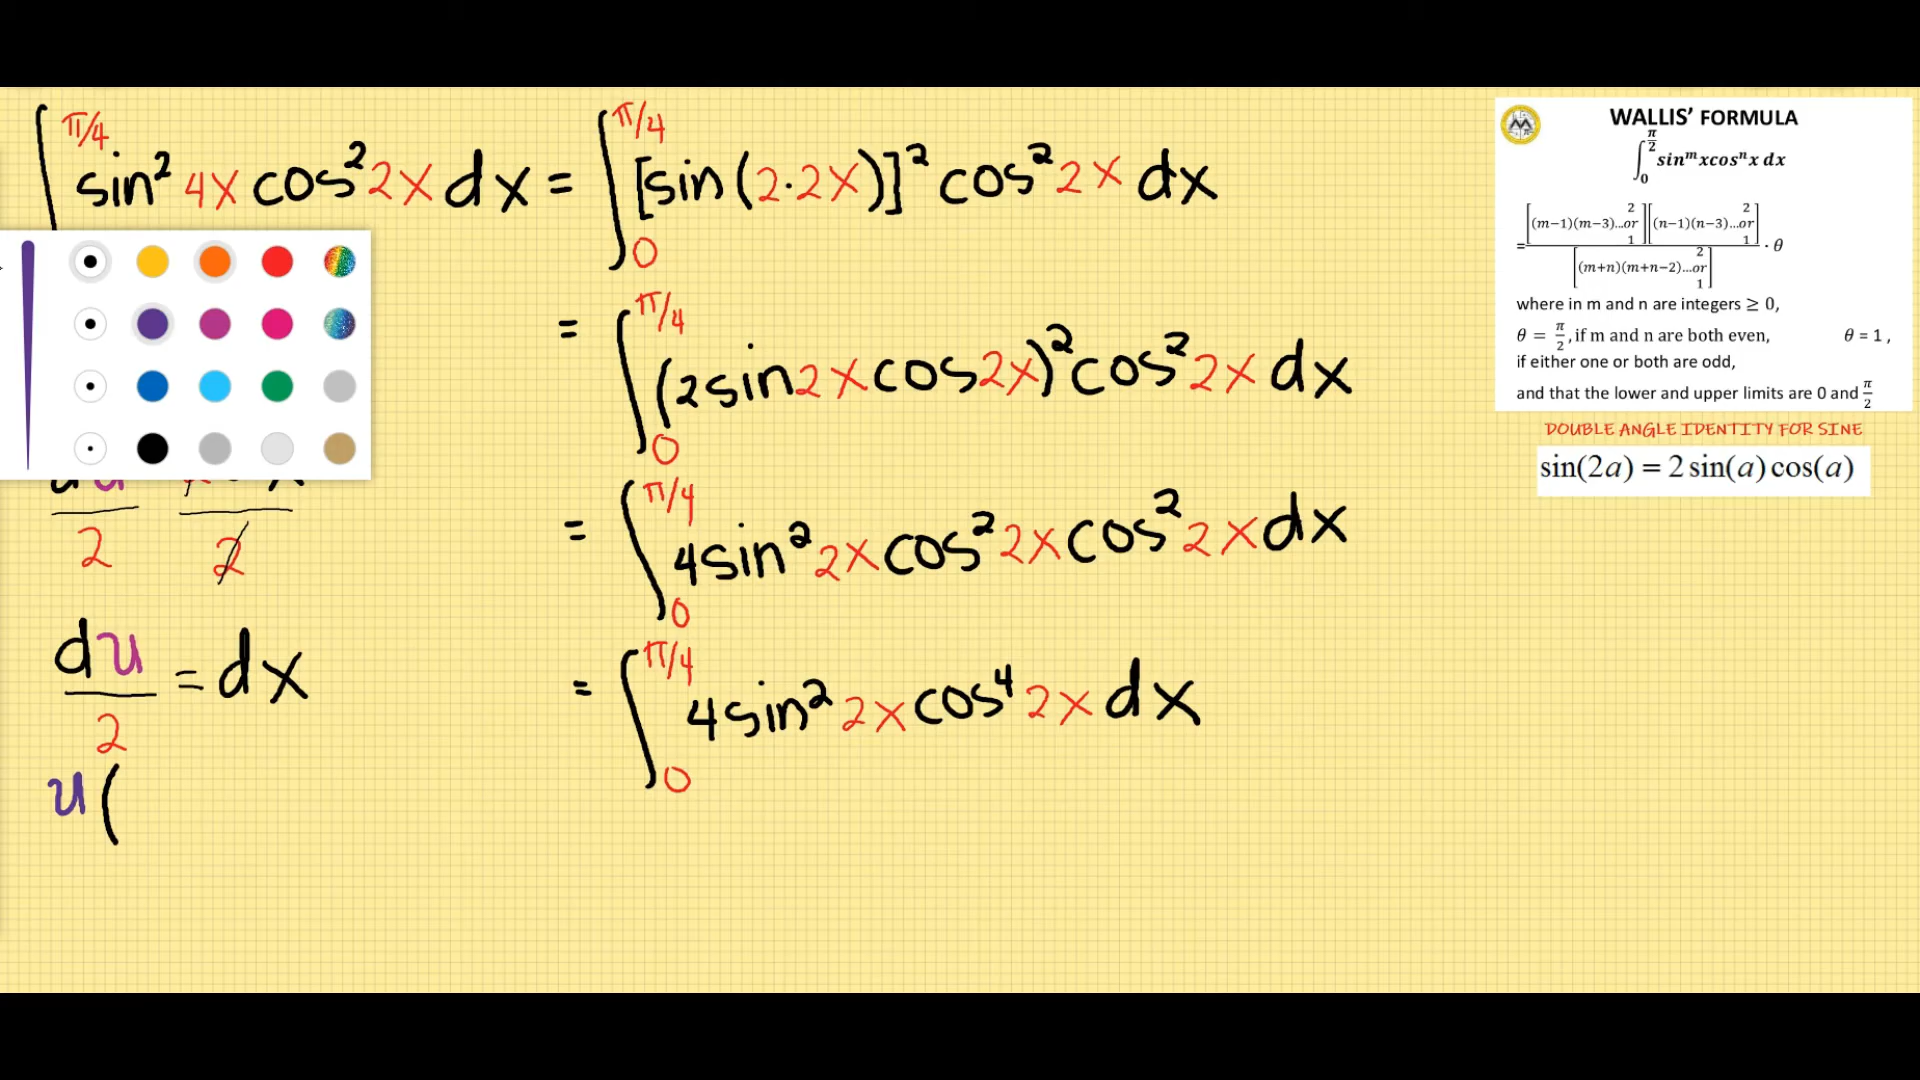 ∫₀^(π/4) sin² 4x cos² 2x dx = ∫₀^(π/4) [sin(2·2x)]² cos² 2x dx
= ∫₀^(π/4) (2sin2x cos2x)² cos² 2x dx
= ∫₀^(π/4) 4sin² 2x cos² 2x cos² 2x dx
= ∫₀^(π/4) 4sin² 2x cos⁴ 2x dx
2 2
du/2 = dx
u(
WALLIS' FORMULA
∫₀^(π/2) sinᵐxcosⁿx dx
= [(m−1)(m−3)...or 2 1][(n−1)(n−3)...or 2 1] / [(m+n)(m+n−2)...or 2 1] · θ
where in m and n are integers ≥ 0,
θ = π/2, if m and n are both even, θ = 1,
if either one or both are odd,
and that the lower and upper limits are 0 and π/2
DOUBLE ANGLE IDENTITY FOR SINE
sin(2a) = 2 sin(a) cos(a)